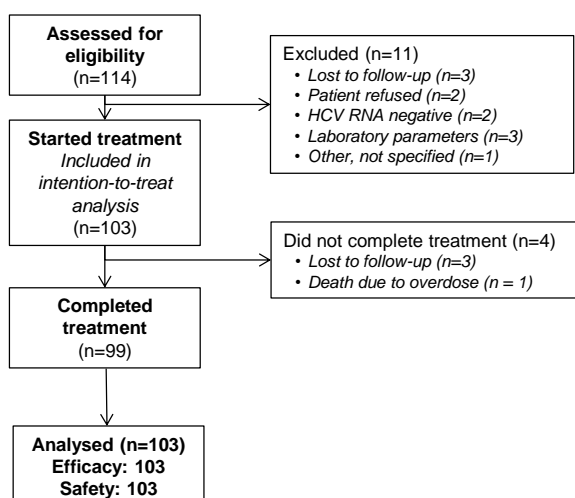 Assessed for
eligibility
(n=114)
Excluded (n=11)
• Lost to follow-up (n=3)
• Patient refused (n=2)
• HCV RNA negative (n=2)
• Laboratory parameters (n=3)
• Other, not specified (n=1)
Started treatment
Included in
intention-to-treat
analysis
(n=103)
Did not complete treatment (n=4)
• Lost to follow-up (n=3)
• Death due to overdose (n = 1)
Completed
treatment
(n=99)
Analysed (n=103)
Efficacy: 103
Safety: 103